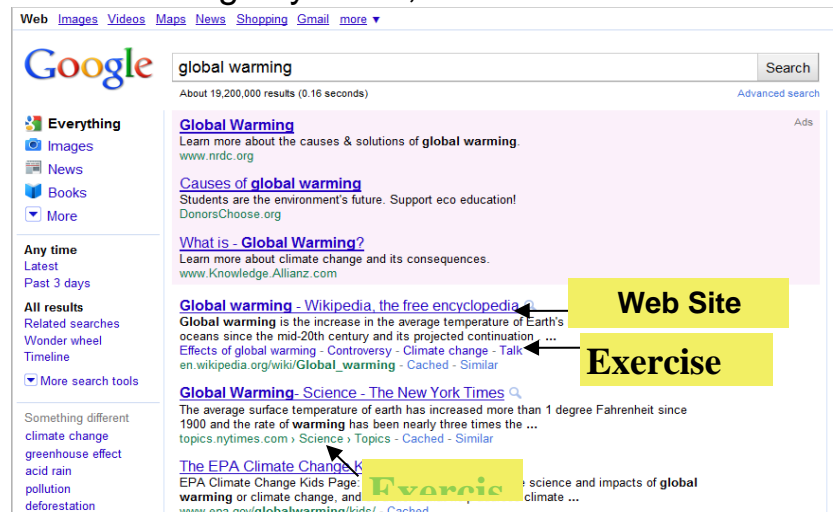 Web Images Videos Maps News Shopping Gmail more ▼
Google
global warming
Search
About 19,200,000 results (0.16 seconds)
Advanced search
Everything
Images
News
Books
More
Any time
Latest
Past 3 days
All results
Related searches
Wonder wheel
Timeline
More search tools
Something different
climate change
greenhouse effect
acid rain
pollution
deforestation
Ads
Global Warming
Learn more about the causes & solutions of global warming.
www.nrdc.org
Causes of global warming
Students are the environment's future. Support eco education!
DonorsChoose.org
What is - Global Warming?
Learn more about climate change and its consequences.
www.Knowledge.Allianz.com
Global warming - Wikipedia, the free encyclopedia
Web Site
Global warming is the increase in the average temperature of Earth's
oceans since the mid-20th century and its projected continuation. ...
Effects of global warming - Controversy - Climate change - Talk
Exercise
en.wikipedia.org/wiki/Global_warming - Cached - Similar
Global Warming- Science - The New York Times
The average surface temperature of earth has increased more than 1 degree Fahrenheit since
1900 and the rate of warming has been nearly three times the ...
topics.nytimes.com › Science › Topics - Cached - Similar
The EPA Climate Change K
EPA Climate Change Kids Page: science and impacts of global
Exercis
warming or climate change, and climate ...
www.epa.gov/globalwarming/kids/ - Cached